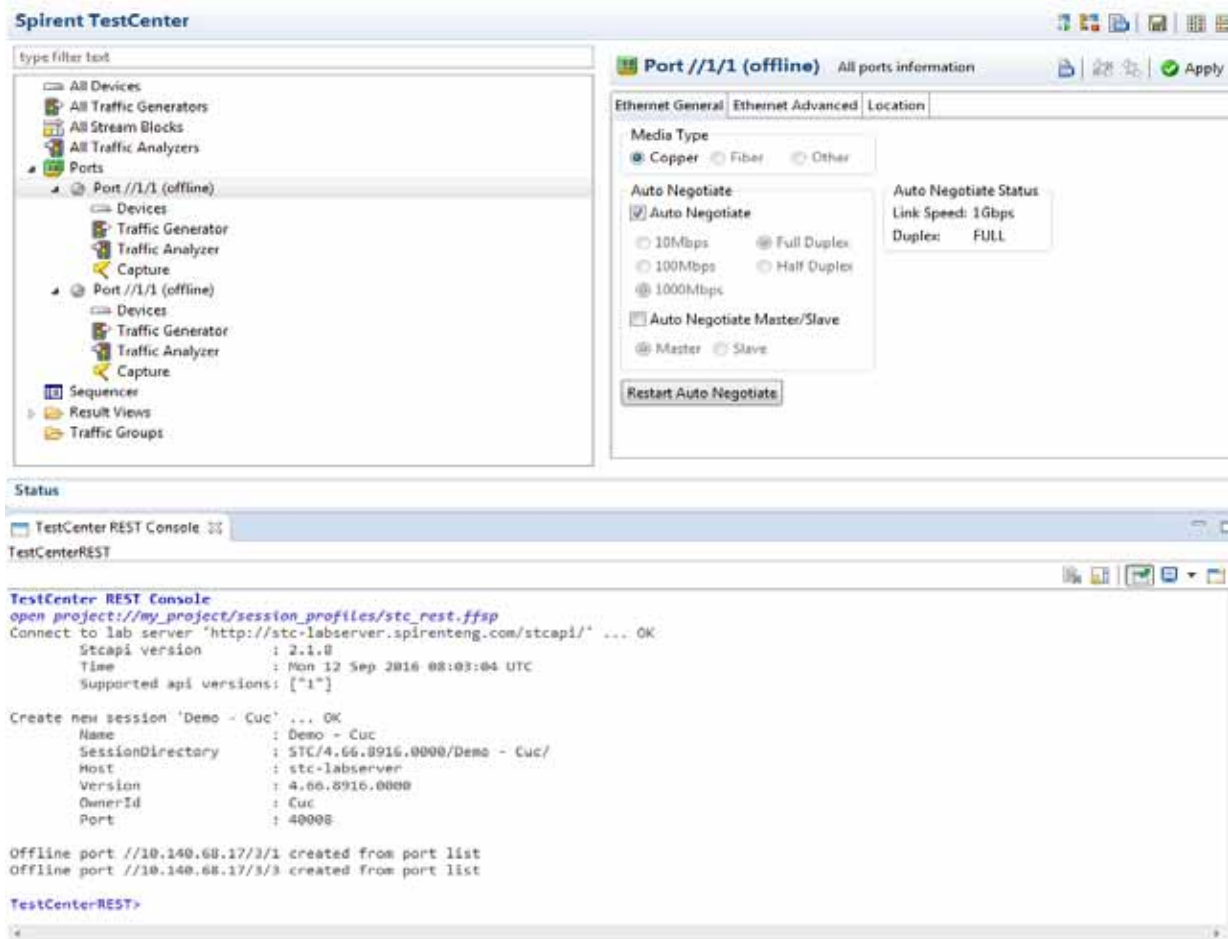 Spirent TestCenter
type filter text
All Devices
All Traffic Generators
All Stream Blocks
All Traffic Analyzers
Ports
Port //1/1 (offline)
Devices
Traffic Generator
Traffic Analyzer
Capture
Port //1/1 (offline)
Devices
Traffic Generator
Traffic Analyzer
Capture
Sequencer
Result Views
Traffic Groups
Port //1/1 (offline) All ports information
Apply
Ethernet General Ethernet Advanced Location
Media Type
Copper Fiber Other
Auto Negotiate
Auto Negotiate
10Mbps Full Duplex
100Mbps Half Duplex
1000Mbps
Auto Negotiate Master/Slave
Master Slave
Restart Auto Negotiate
Auto Negotiate Status
Link Speed: 1Gbps
Duplex: FULL
Status
TestCenter REST Console
TestCenterREST
TestCenter REST Console
open project://my_project/session_profiles/stc_rest.ffsp
Connect to lab server 'http://stc-labserver.spirenteng.com/stcapi/' ... OK
Stcapi version : 2.1.8
Time : Mon 12 Sep 2016 08:03:04 UTC
Supported api versions: ["1"]
Create new session 'Demo - Cuc' ... OK
Name : Demo - Cuc
SessionDirectory : STC/4.66.8916.0000/Demo - Cuc/
Host : stc-labserver
Version : 4.66.8916.0000
OwnerId : Cuc
Port : 40008
Offline port //10.140.68.17/3/1 created from port list
Offline port //10.140.68.17/3/3 created from port list
TestCenterREST>